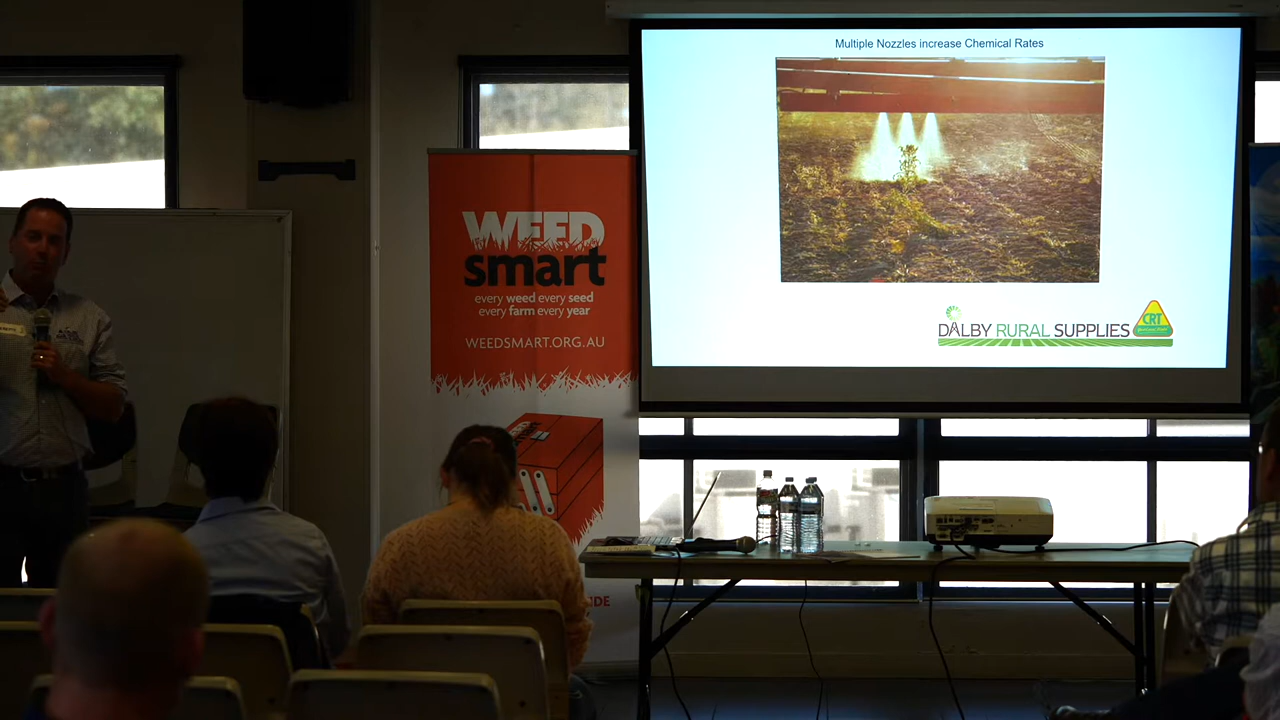 Multiple Nozzles increase Chemical Rates
WEED
smart
every weed every seed
every farm every year
WEEDSMART.ORG.AU
DALBY RURAL SUPPLIES
CRT